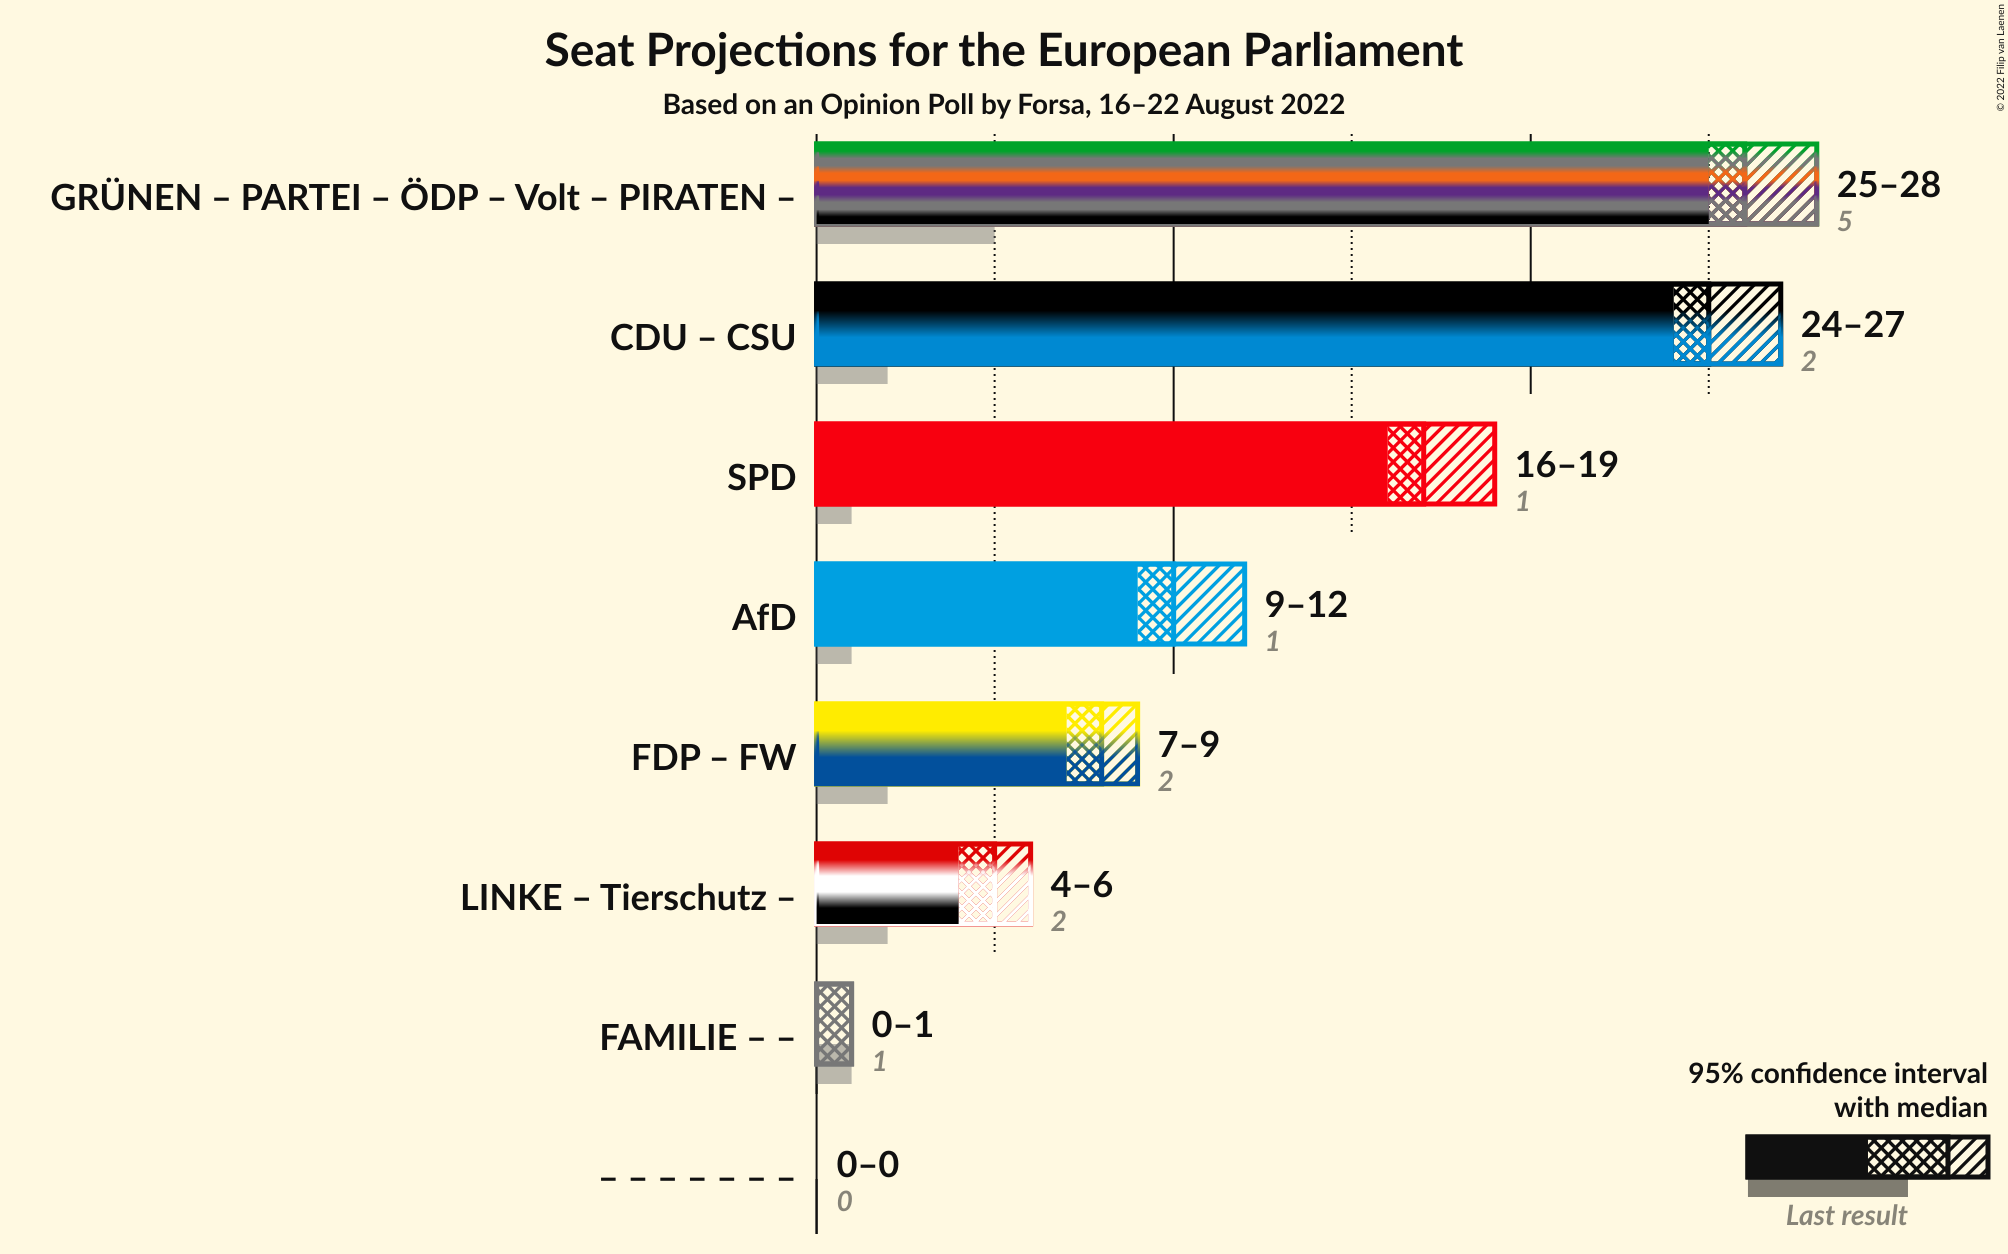 Seat Projections for the European Parliament
Based on an Opinion Poll by Forsa, 16–22 August 2022
© 2022 Filip van Laenen
GRÜNEN – PARTEI – ÖDP – Volt – PIRATEN –
25–28
5
CDU – CSU
24–27
2
SPD
16–19
1
AfD
9–12
1
FDP – FW
7–9
2
LINKE – Tierschutz –
4–6
2
FAMILIE – –
0–1
1
– – – – – – –
0–0
0
95% confidence interval
with median
Last result